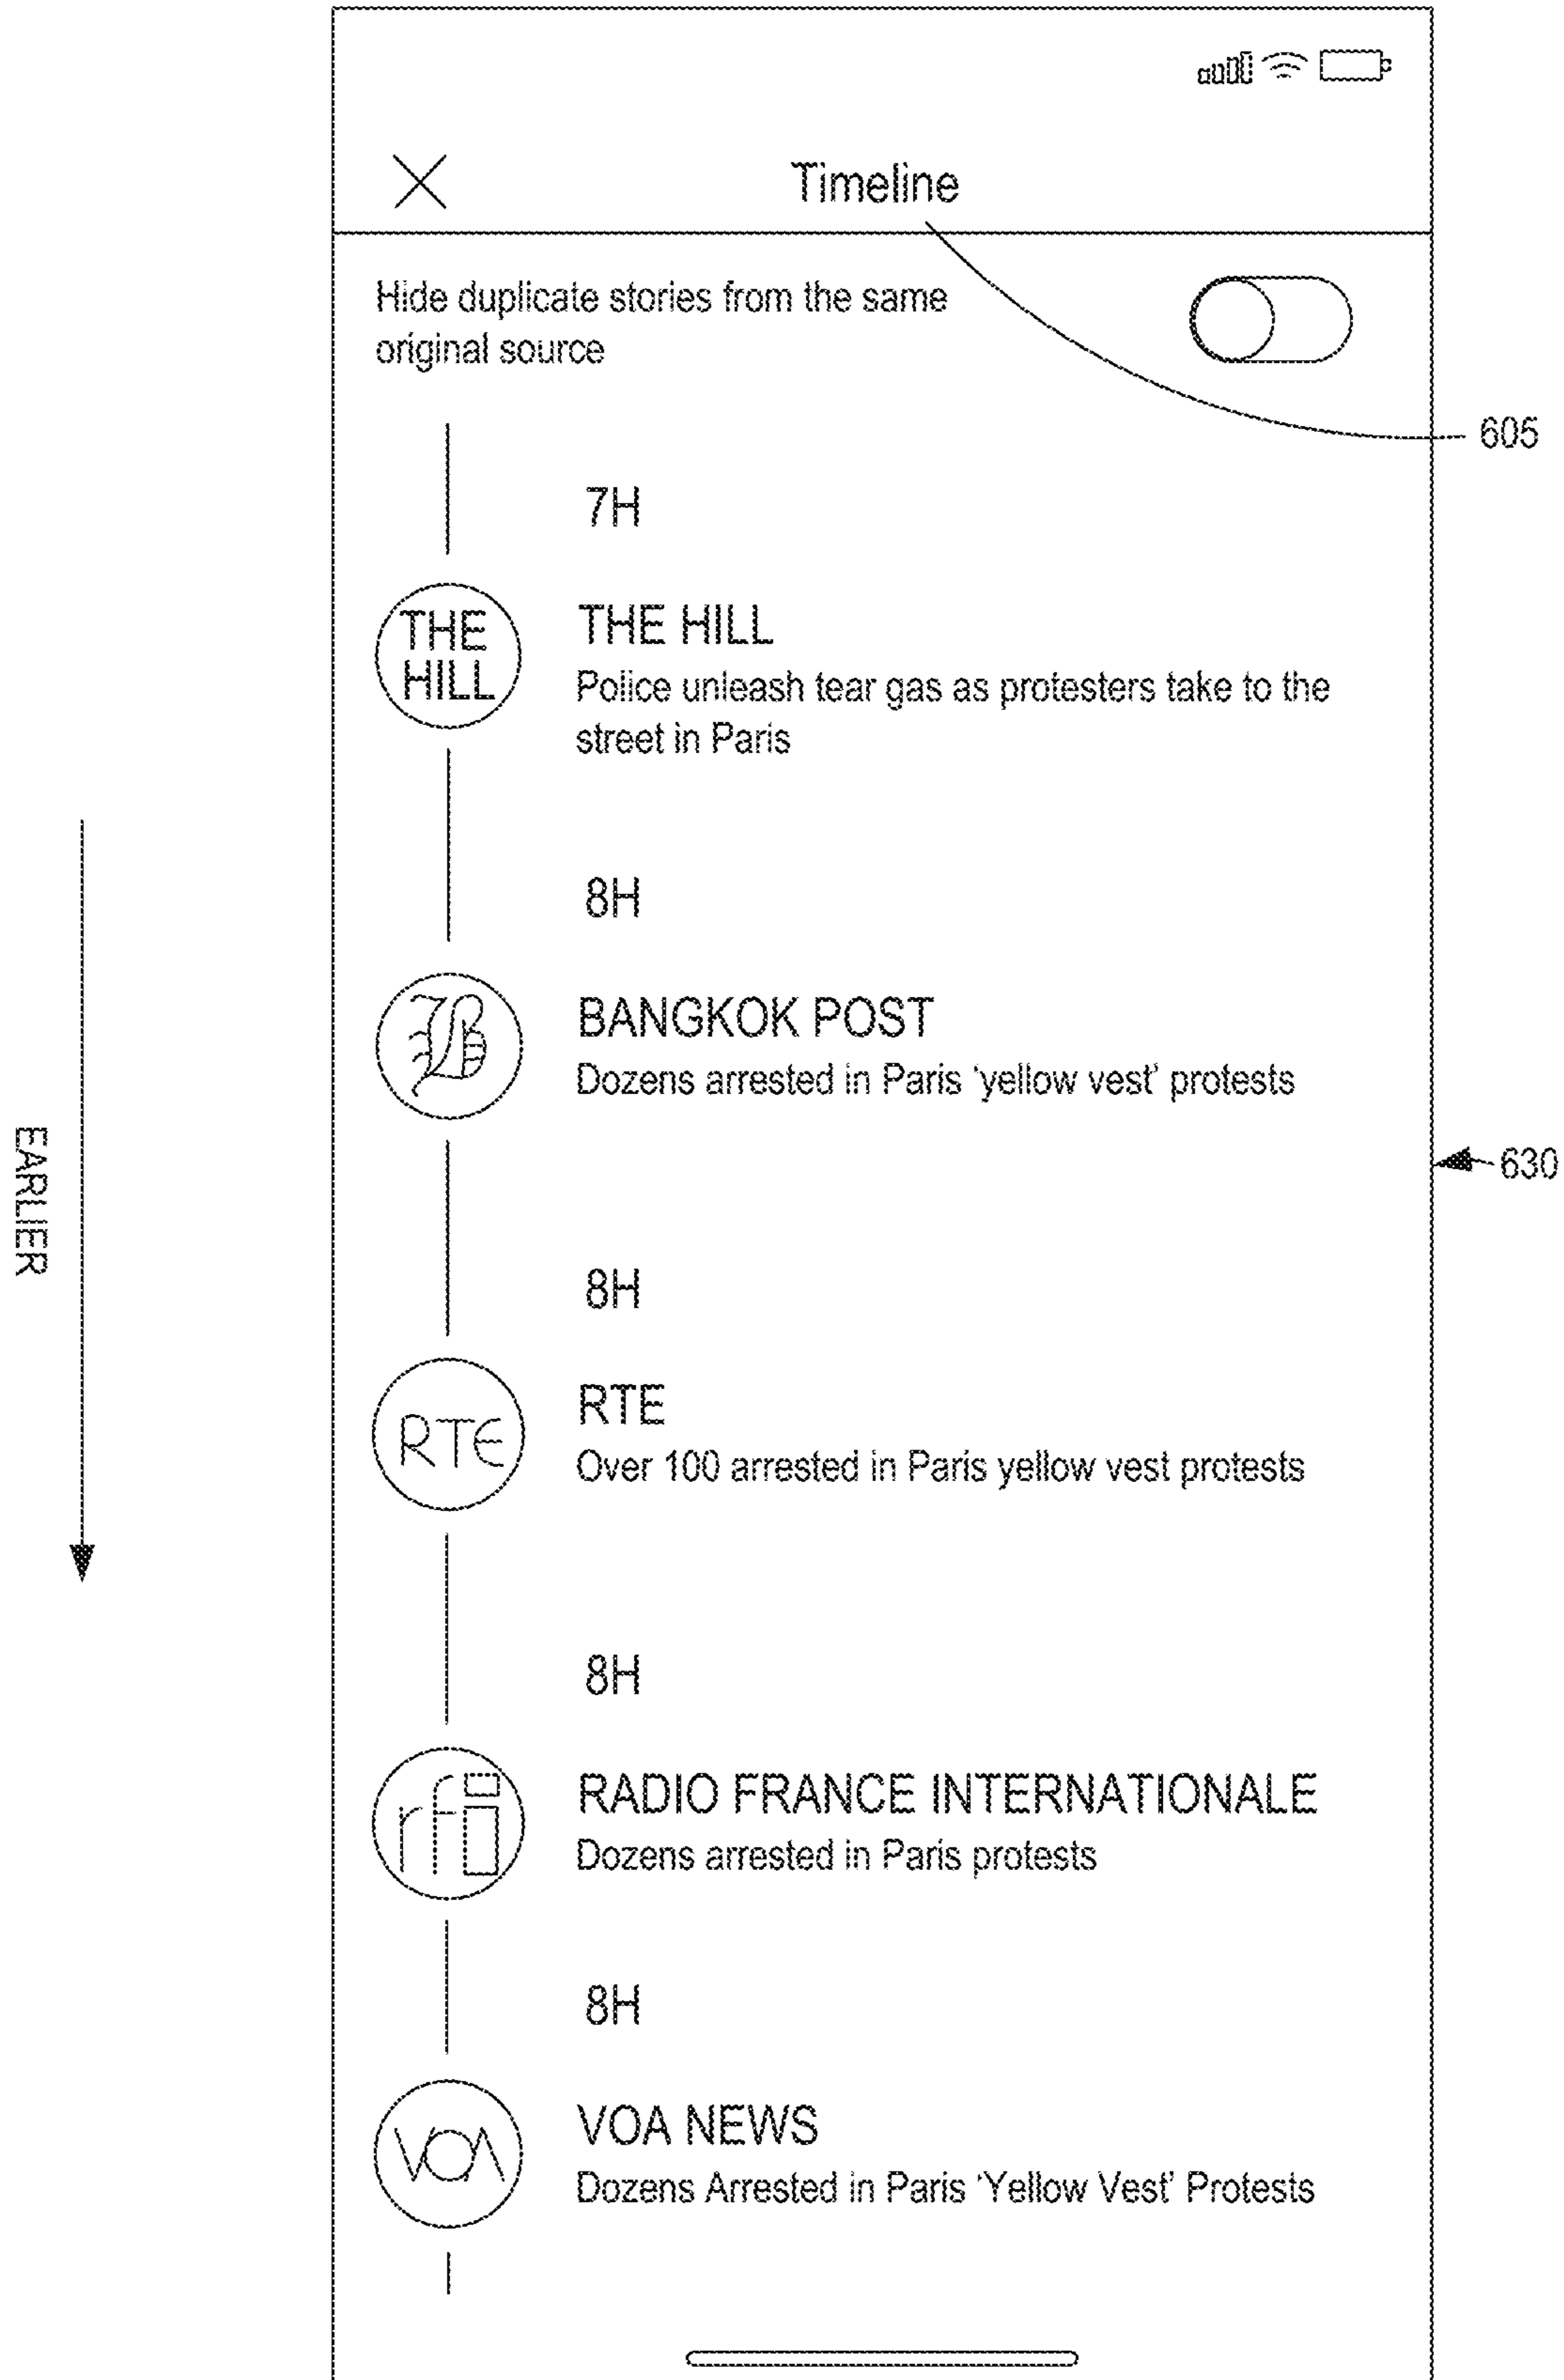 Timeline
Hide duplicate stories from the same
original source
605
7H
THE
HILL
THE HILL
Police unleash tear gas as protesters take to the
street in Paris
8H
B
BANGKOK POST
Dozens arrested in Paris ‘yellow vest’ protests
EARLIER
630
8H
RTE
RTE
Over 100 arrested in Paris yellow vest protests
8H
rfi
RADIO FRANCE INTERNATIONALE
Dozens arrested in Paris protests
8H
VOA
VOA NEWS
Dozens Arrested in Paris ‘Yellow Vest’ Protests